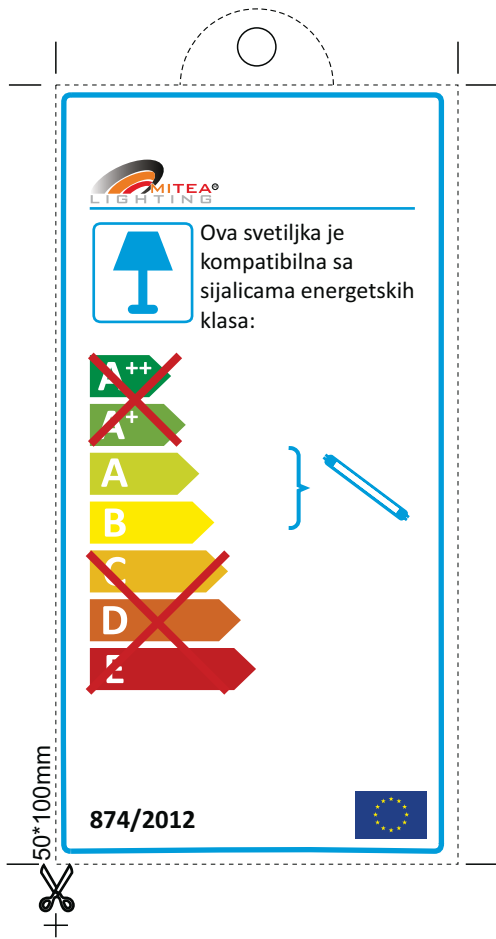 MITEA®
LIGHTING
Ova svetiljka je
kompatibilna sa
sijalicama energetskih
klasa:
A++
A+
A
B
C
D
E
874/2012
50*100mm